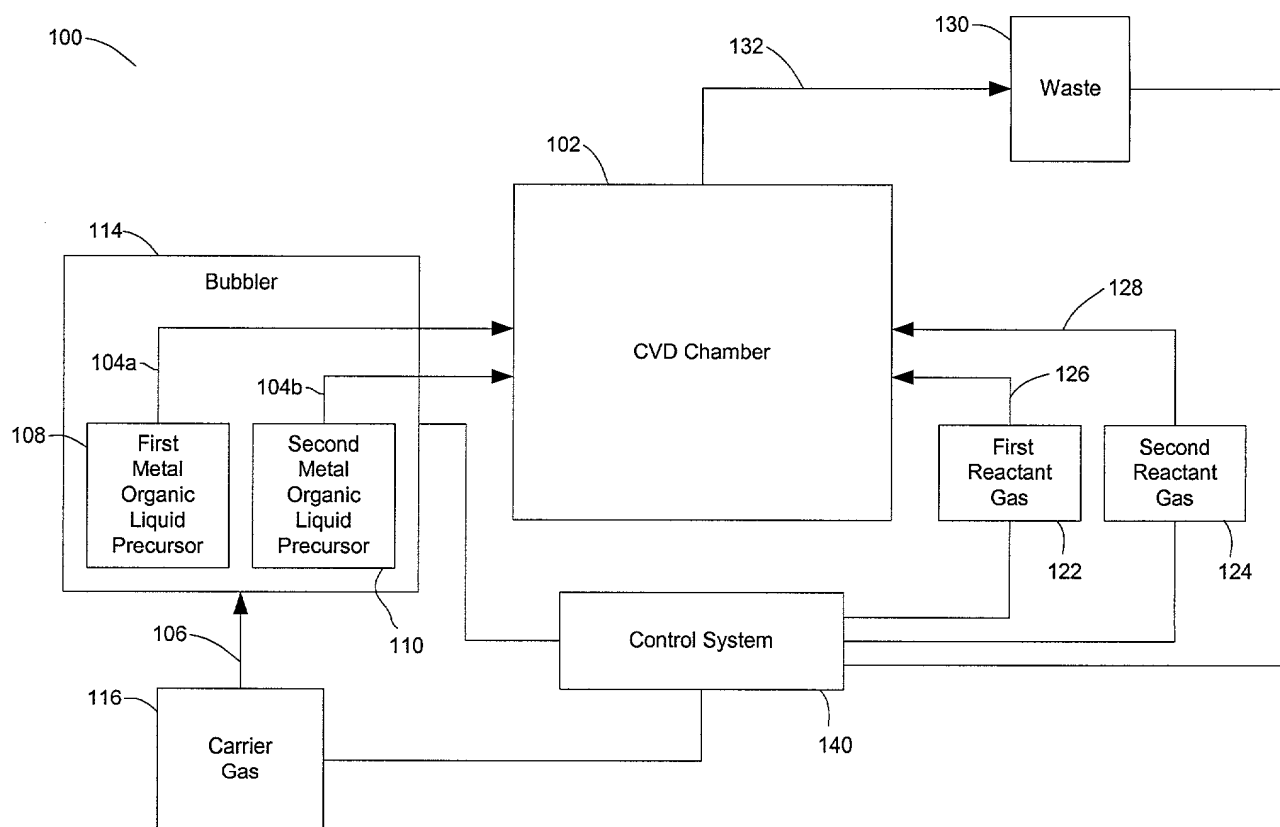 100
132
130
Waste
102
114
Bubbler
128
CVD Chamber
104a
104b
126
108
First
Metal
Organic
Liquid
Precursor
Second
Metal
Organic
Liquid
Precursor
First
Reactant
Gas
Second
Reactant
Gas
122
124
106
110
Control System
116
140
Carrier
Gas